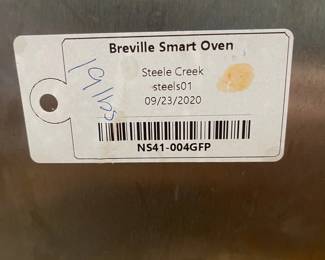 Breville Smart Oven
Steele Creek
steels01
09/23/2020
NS41-004GFP